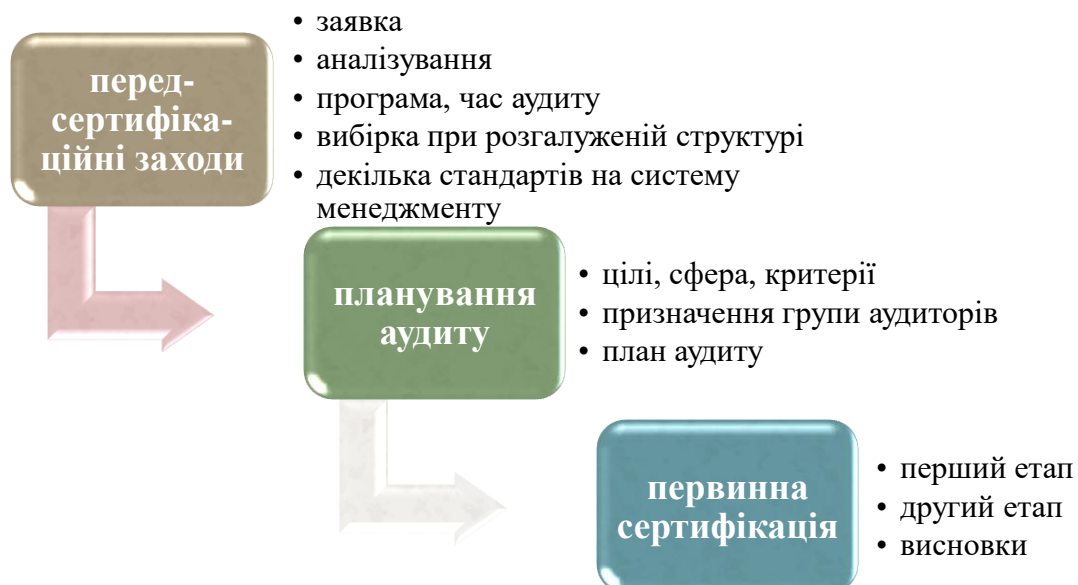 перед-
сертифіка-
ційні заходи
• заявка
• аналізування
• програма, час аудиту
• вибірка при розгалуженій структурі
• декілька стандартів на систему
менеджменту
планування
аудиту
• цілі, сфера, критерії
• призначення групи аудиторів
• план аудиту
первинна
сертифікація
• перший етап
• другий етап
• висновки